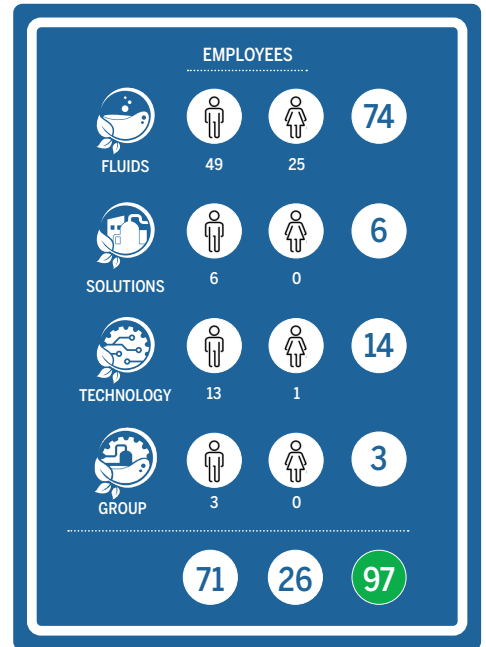 EMPLOYEES
74
FLUIDS 49 25
6
SOLUTIONS 6 0
14
TECHNOLOGY 13 1
3
GROUP 3 0
71 26 97